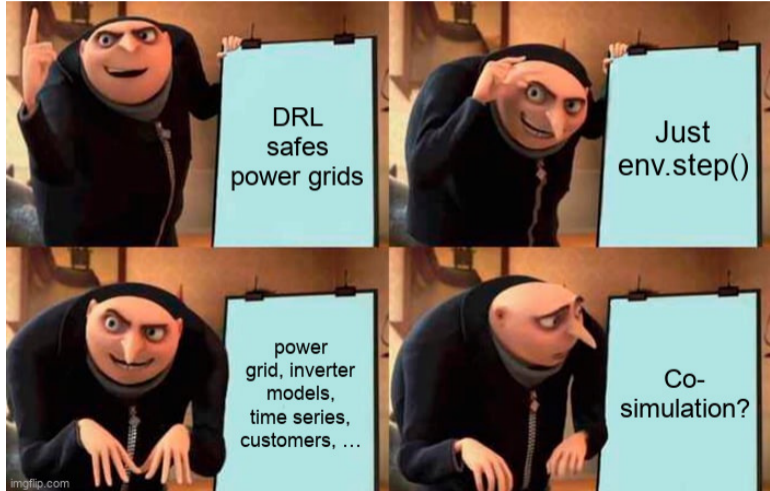 DRL
safes
power grids
Just
env.step()
power
grid, inverter
models,
time series,
customers, …
Co-
simulation?
imgflip.com